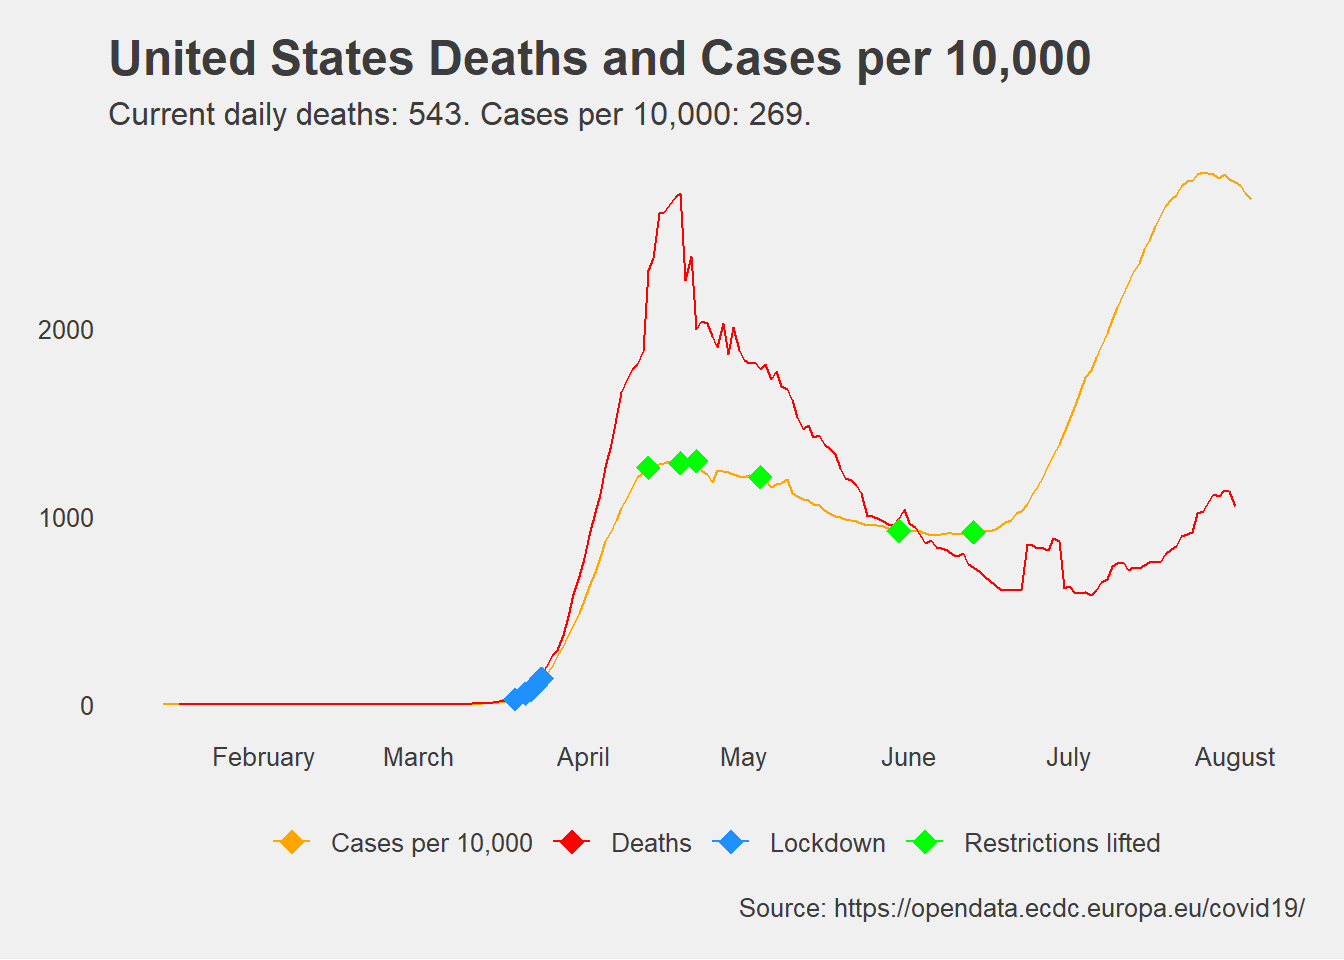 United States Deaths and Cases per 10,000
Current daily deaths: 543. Cases per 10,000: 269.
2000
1000
0
February March April May June July August
Cases per 10,000 Deaths Lockdown Restrictions lifted
Source: https://opendata.ecdc.europa.eu/covid19/